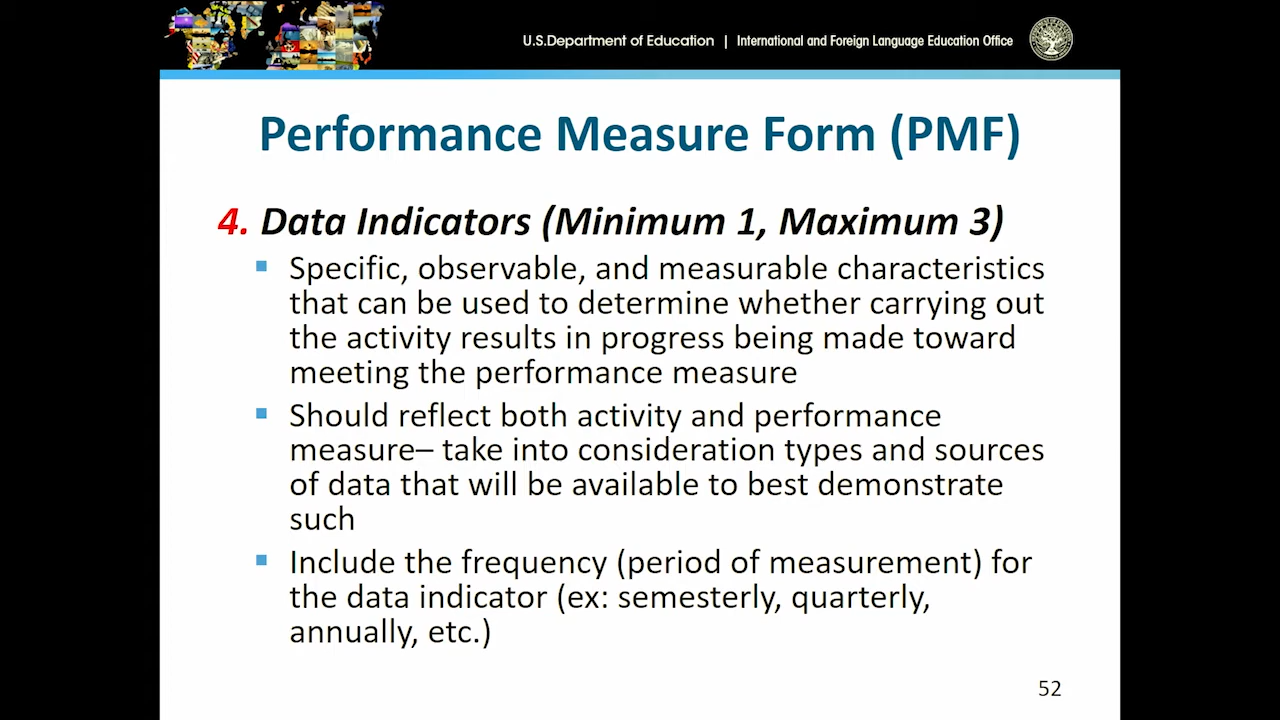 U.S.Department of Education | International and Foreign Language Education Office
Performance Measure Form (PMF)
4. Data Indicators (Minimum 1, Maximum 3)
Specific, observable, and measurable characteristics
that can be used to determine whether carrying out
the activity results in progress being made toward
meeting the performance measure
Should reflect both activity and performance
measure– take into consideration types and sources
of data that will be available to best demonstrate
such
Include the frequency (period of measurement) for
the data indicator (ex: semesterly, quarterly,
annually, etc.)
52